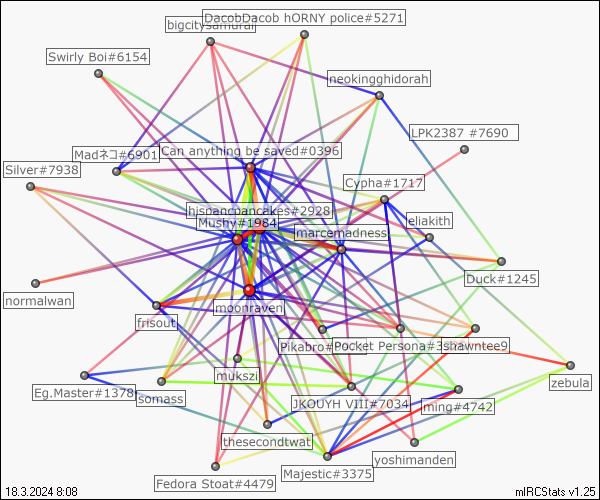 DacobDacob hORNY police#5271
bigcitysamurai
Swirly Boi#6154
neokingghidorah
LPK2387 #7690
Madネコ#6901
Can anything be saved#0396
Silver#7938
Cypha#1717
hjspancpancakes#2928
Mushy#1984
eliakith
marcemadness
Duck#1245
normalwan
moonraven
frisout
Pikabro#
Pocket Persona#3
shawntee9
mukszi
zebula
Eg.Master#1378
somass
JKOUYH VIII#7034
ming#4742
thesecondtwat
yoshimanden
Majestic#3375
Fedora Stoat#4479
18.3.2024 8:08
mIRCStats v1.25